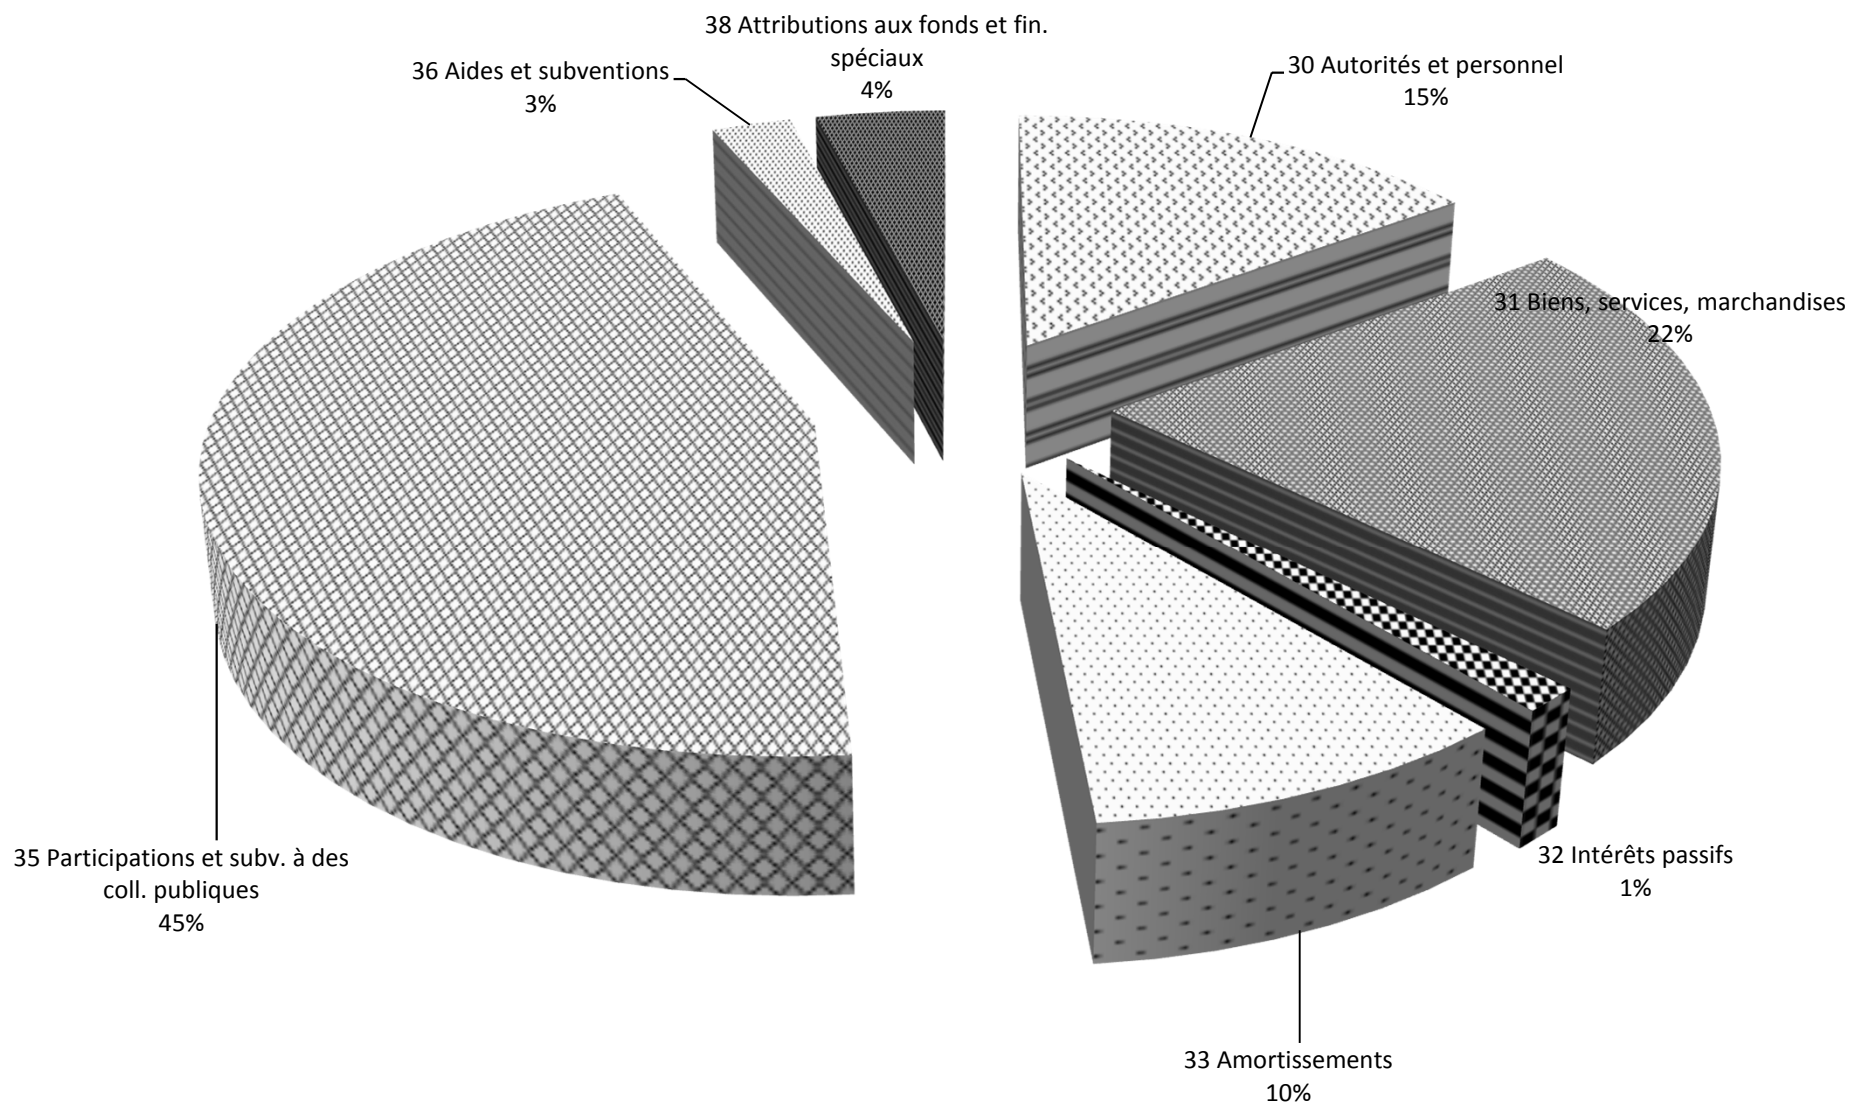 38 Attributions aux fonds et fin.
spéciaux
4%
36 Aides et subventions
3%
30 Autorités et personnel
15%
31 Biens, services, marchandises
22%
32 Intérêts passifs
1%
35 Participations et subv. à des
coll. publiques
45%
33 Amortissements
10%